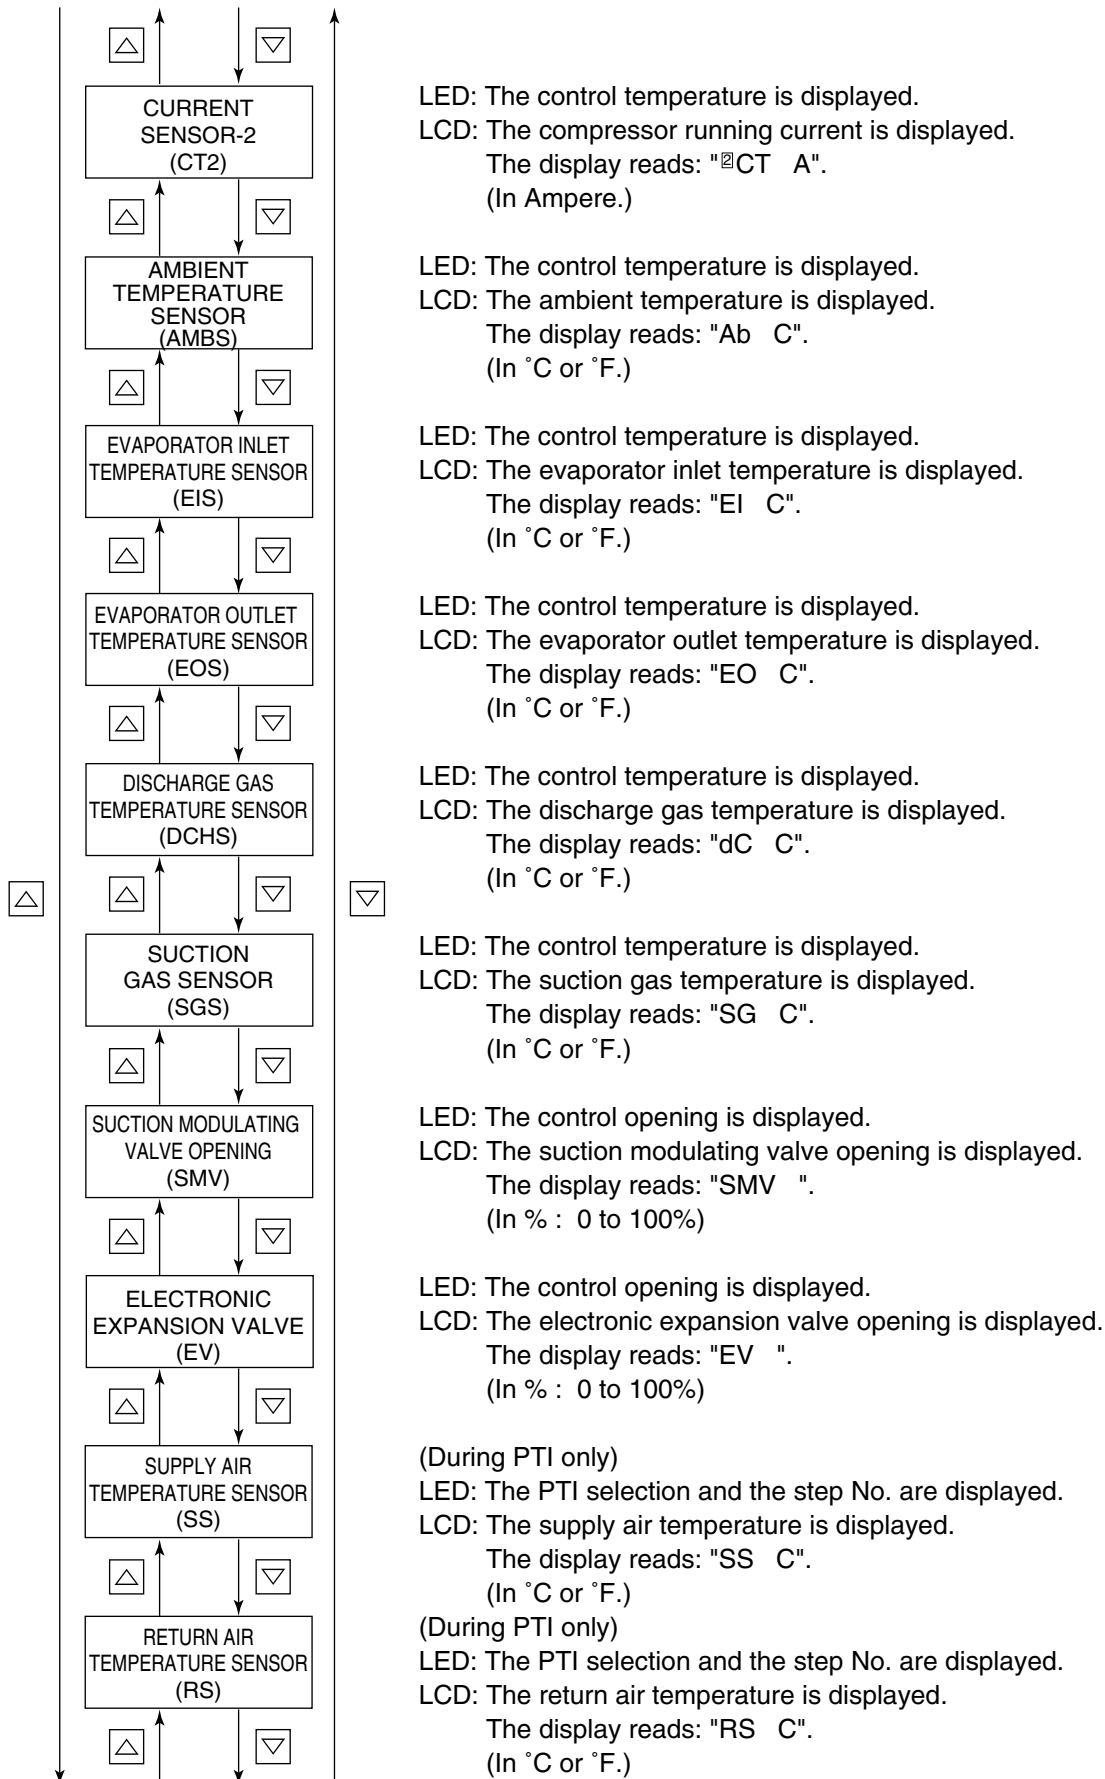 CURRENT
SENSOR-2
(CT2)
LED: The control temperature is displayed.
LCD: The compressor running current is displayed.
The display reads: "2CT   A".
(In Ampere.)
AMBIENT
TEMPERATURE
SENSOR
(AMBS)
LED: The control temperature is displayed.
LCD: The ambient temperature is displayed.
The display reads: "Ab   C".
(In ˚C or ˚F.)
EVAPORATOR INLET
TEMPERATURE SENSOR
(EIS)
LED: The control temperature is displayed.
LCD: The evaporator inlet temperature is displayed.
The display reads: "EI   C".
(In ˚C or ˚F.)
EVAPORATOR OUTLET
TEMPERATURE SENSOR
(EOS)
LED: The control temperature is displayed.
LCD: The evaporator outlet temperature is displayed.
The display reads: "EO   C".
(In ˚C or ˚F.)
DISCHARGE GAS
TEMPERATURE SENSOR
(DCHS)
LED: The control temperature is displayed.
LCD: The discharge gas temperature is displayed.
The display reads: "dC   C".
(In ˚C or ˚F.)
SUCTION
GAS SENSOR
(SGS)
LED: The control temperature is displayed.
LCD: The suction gas temperature is displayed.
The display reads: "SG   C".
(In ˚C or ˚F.)
SUCTION MODULATING
VALVE OPENING
(SMV)
LED: The control opening is displayed.
LCD: The suction modulating valve opening is displayed.
The display reads: "SMV   ".
(In % :  0 to 100%)
ELECTRONIC
EXPANSION VALVE
(EV)
LED: The control opening is displayed.
LCD: The electronic expansion valve opening is displayed.
The display reads: "EV   ".
(In % :  0 to 100%)
SUPPLY AIR
TEMPERATURE SENSOR
(SS)
(During PTI only)
LED: The PTI selection and the step No. are displayed.
LCD: The supply air temperature is displayed.
The display reads: "SS   C".
(In ˚C or ˚F.)
RETURN AIR
TEMPERATURE SENSOR
(RS)
(During PTI only)
LED: The PTI selection and the step No. are displayed.
LCD: The return air temperature is displayed.
The display reads: "RS   C".
(In ˚C or ˚F.)